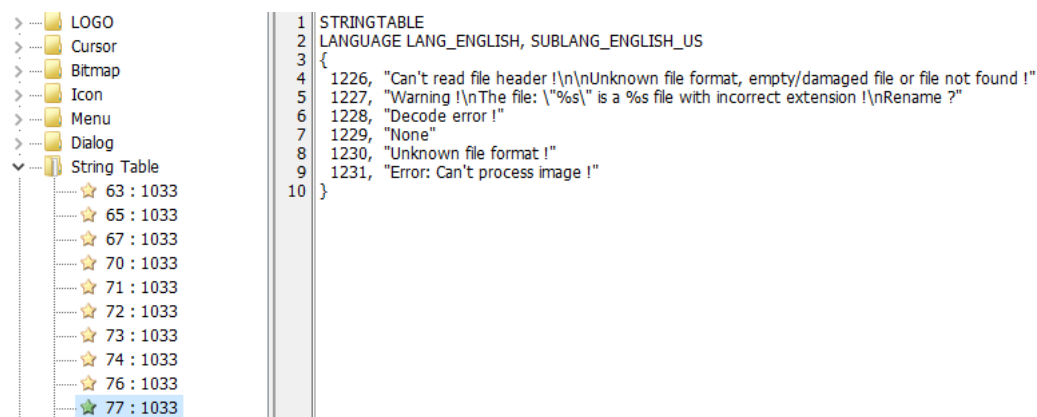 LOGO
Cursor
Bitmap
Icon
Menu
Dialog
String Table
63 : 1033
65 : 1033
67 : 1033
70 : 1033
71 : 1033
72 : 1033
73 : 1033
74 : 1033
76 : 1033
77 : 1033
1 STRINGTABLE
2 LANGUAGE LANG_ENGLISH, SUBLANG_ENGLISH_US
3 {
4 1226, "Can't read file header !\n\nUnknown file format, empty/damaged file or file not found !"
5 1227, "Warning !\nThe file: \"%s\" is a %s file with incorrect extension !\nRename ?"
6 1228, "Decode error !"
7 1229, "None"
8 1230, "Unknown file format !"
9 1231, "Error: Can't process image !"
10 }